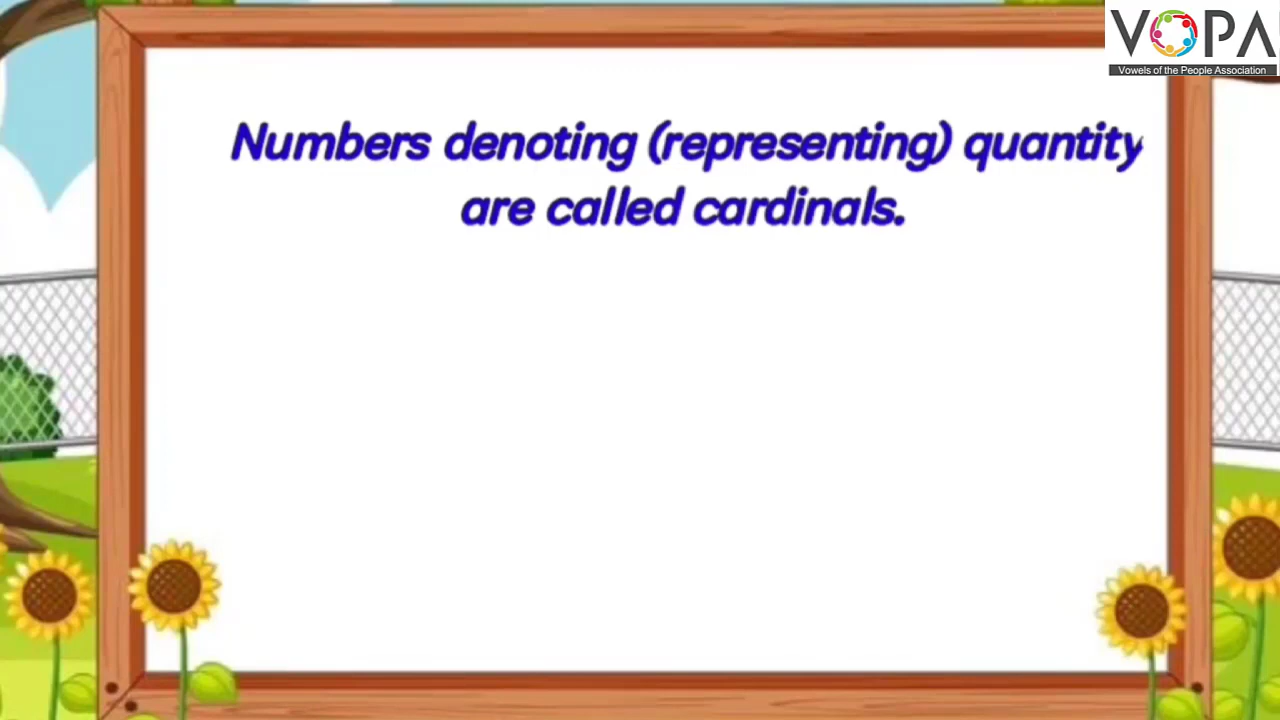 VOPA
Vowels of the People Association
Numbers denoting (representing) quantity
are called cardinals.